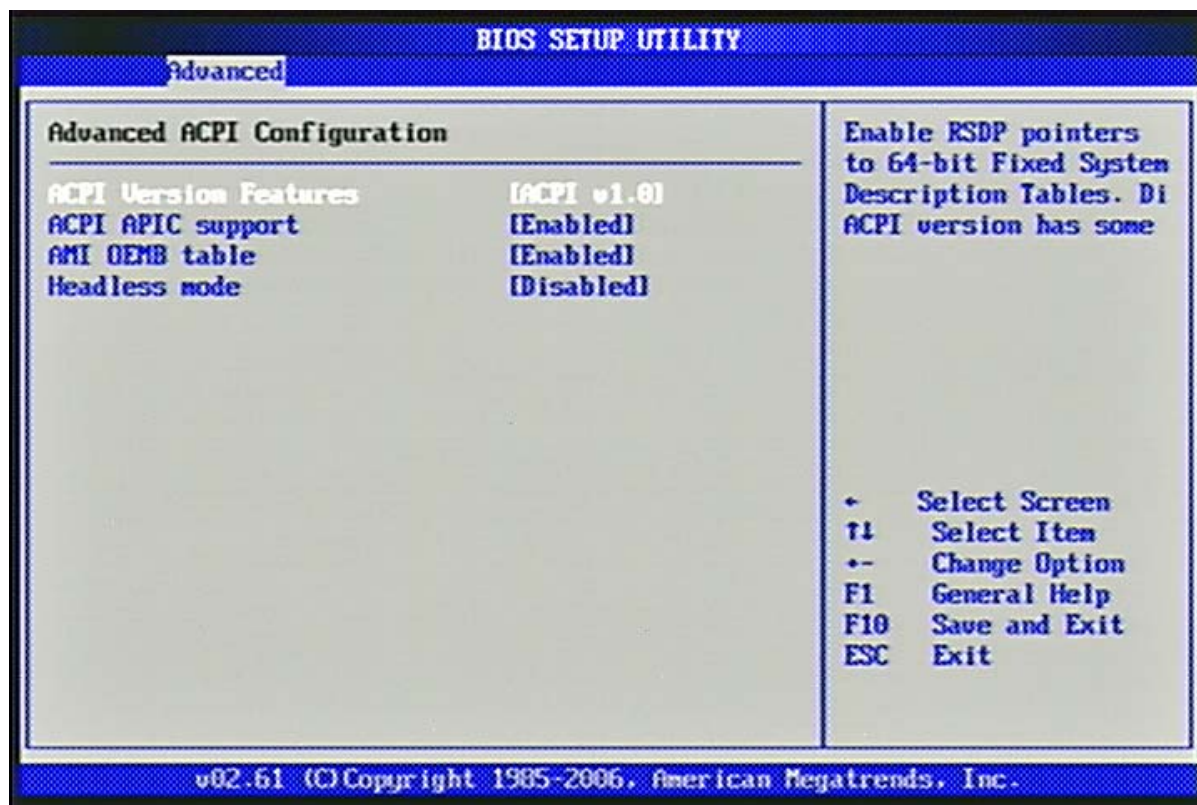 BIOS SETUP UTILITY
Advanced
Advanced ACPI Configuration
ACPI Version Features [ACPI v1.0]
ACPI APIC support [Enabled]
AMI OEMB table [Enabled]
Headless mode [Disabled]
Enable RSDP pointers
to 64-bit Fixed System
Description Tables. Di
ACPI version has some
← Select Screen
↑↓ Select Item
+- Change Option
F1 General Help
F10 Save and Exit
ESC Exit
v02.61 (C)Copyright 1985-2006, American Megatrends, Inc.